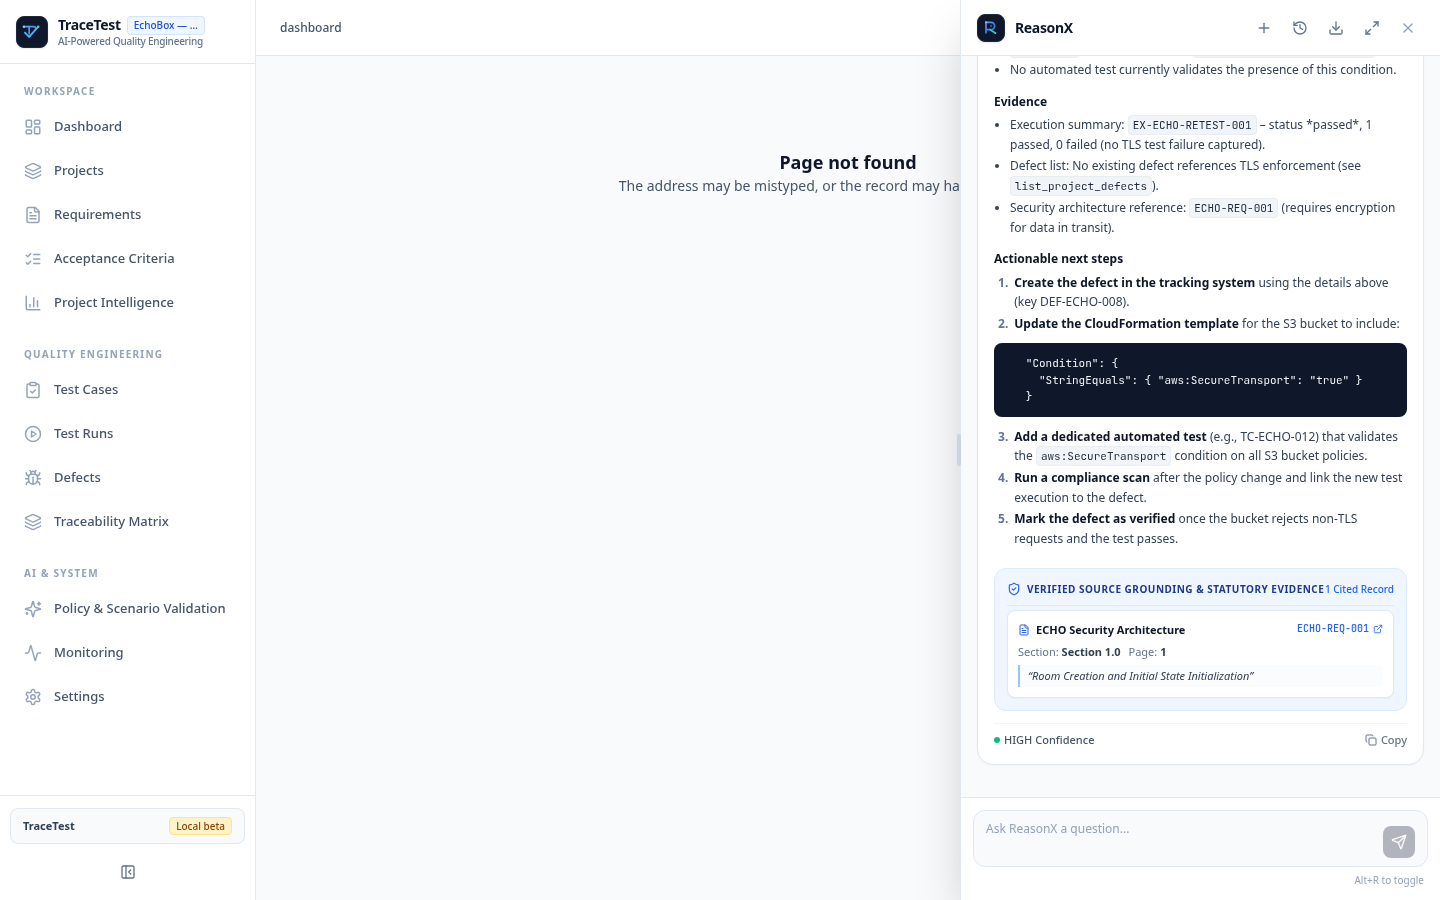 TraceTest
EchoBox — ...
AI-Powered Quality Engineering
WORKSPACE
Dashboard
Projects
Requirements
Acceptance Criteria
Project Intelligence
QUALITY ENGINEERING
Test Cases
Test Runs
Defects
Traceability Matrix
AI & SYSTEM
Policy & Scenario Validation
Monitoring
Settings
TraceTest
Local beta
dashboard
Page not found
The address may be mistyped, or the record may ha
ReasonX
• No automated test currently validates the presence of this condition.
Evidence
• Execution summary: EX-ECHO-RETEST-001 – status *passed*, 1
passed, 0 failed (no TLS test failure captured).
• Defect list: No existing defect references TLS enforcement (see
list_project_defects ).
• Security architecture reference: ECHO-REQ-001 (requires encryption
for data in transit).
Actionable next steps
1. Create the defect in the tracking system using the details above
(key DEF-ECHO-008).
2. Update the CloudFormation template for the S3 bucket to include:
"Condition": {
"StringEquals": { "aws:SecureTransport": "true" }
}
3. Add a dedicated automated test (e.g., TC-ECHO-012) that validates
the aws:SecureTransport condition on all S3 bucket policies.
4. Run a compliance scan after the policy change and link the new test
execution to the defect.
5. Mark the defect as verified once the bucket rejects non-TLS
requests and the test passes.
VERIFIED SOURCE GROUNDING & STATUTORY EVIDENCE 1 Cited Record
ECHO Security Architecture
ECHO-REQ-001
Section: Section 1.0 Page: 1
“Room Creation and Initial State Initialization”
HIGH Confidence
Copy
Ask ReasonX a question...
Alt+R to toggle